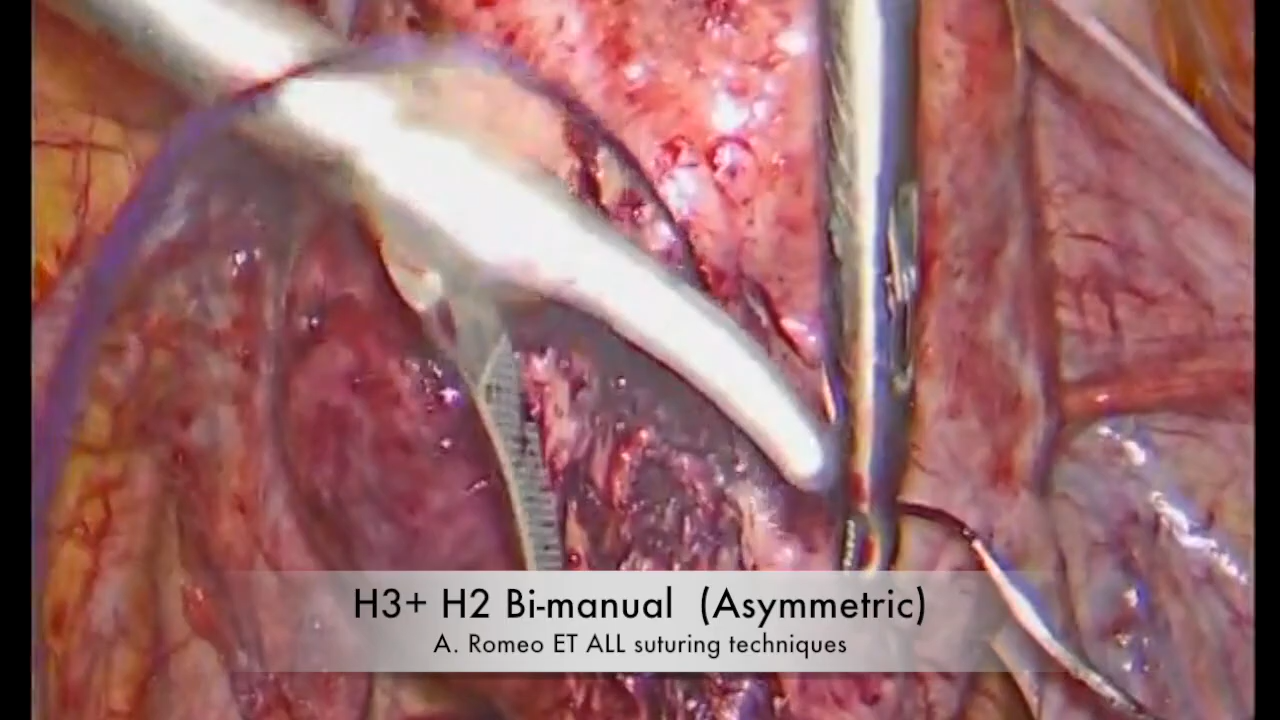 H3+ H2 Bi-manual (Asymmetric)
A. Romeo ET ALL suturing techniques